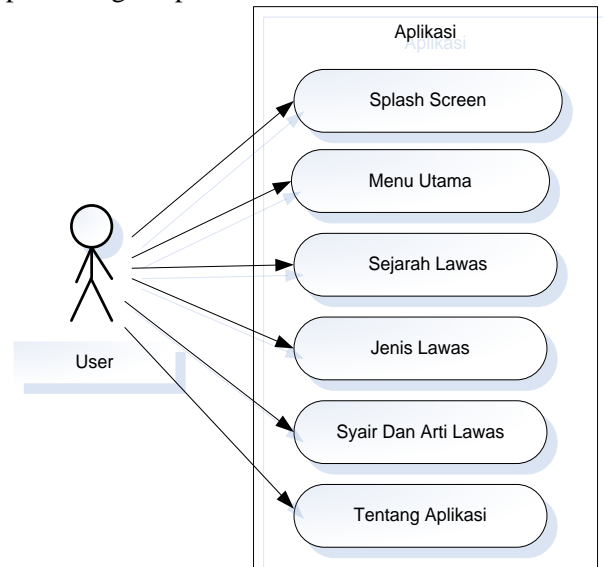 Aplikasi
Splash Screen
Menu Utama
Sejarah Lawas
Jenis Lawas
User
Syair Dan Arti Lawas
Tentang Aplikasi